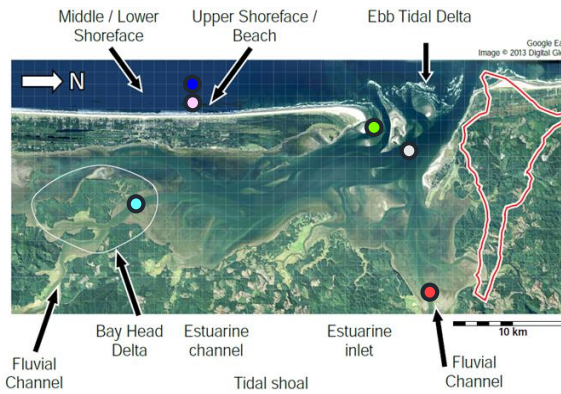 Middle / Lower
Shoreface
Upper Shoreface /
Beach
Ebb Tidal Delta
Google Ea
Image © 2013 Digital Glo
N
Bay Head
Delta
Estuarine
channel
Estuarine
inlet
10 km
Fluvial
Channel
Fluvial
Channel
Tidal shoal